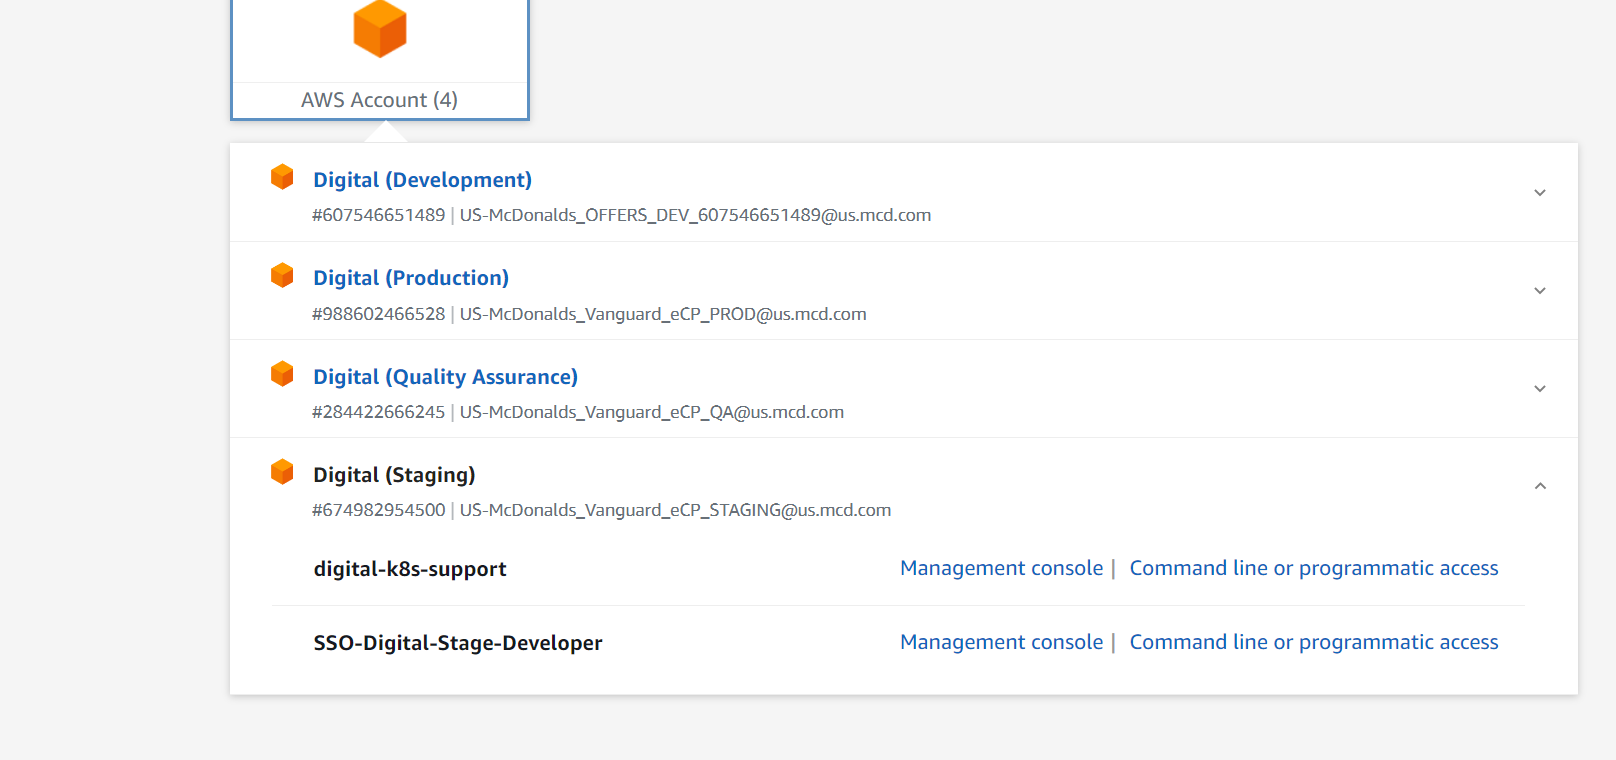 AWS Account (4)
Digital (Development)
#607546651489 | US-McDonalds_OFFERS_DEV_607546651489@us.mcd.com
Digital (Production)
#988602466528 | US-McDonalds_Vanguard_eCP_PROD@us.mcd.com
Digital (Quality Assurance)
#284422666245 | US-McDonalds_Vanguard_eCP_QA@us.mcd.com
Digital (Staging)
#674982954500 | US-McDonalds_Vanguard_eCP_STAGING@us.mcd.com
digital-k8s-support Management console | Command line or programmatic access
SSO-Digital-Stage-Developer Management console | Command line or programmatic access